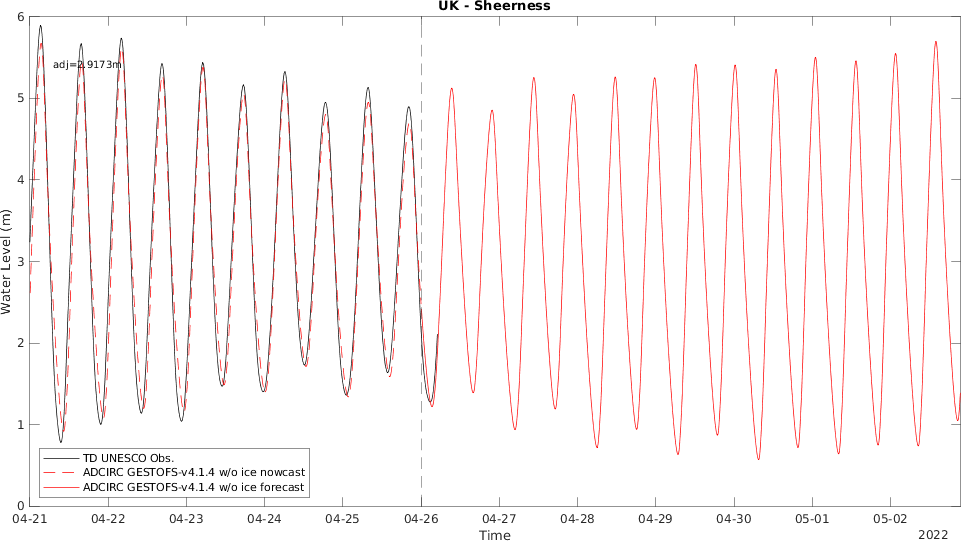 UK - Sheerness
6
adj=2.9173m
5
4
3
2
1
0
Water Level (m)
TD UNESCO Obs.
ADCIRC GESTOFS-v4.1.4 w/o ice nowcast
ADCIRC GESTOFS-v4.1.4 w/o ice forecast
04-21 04-22 04-23 04-24 04-25 04-26 04-27 04-28 04-29 04-30 05-01 05-02
Time
2022